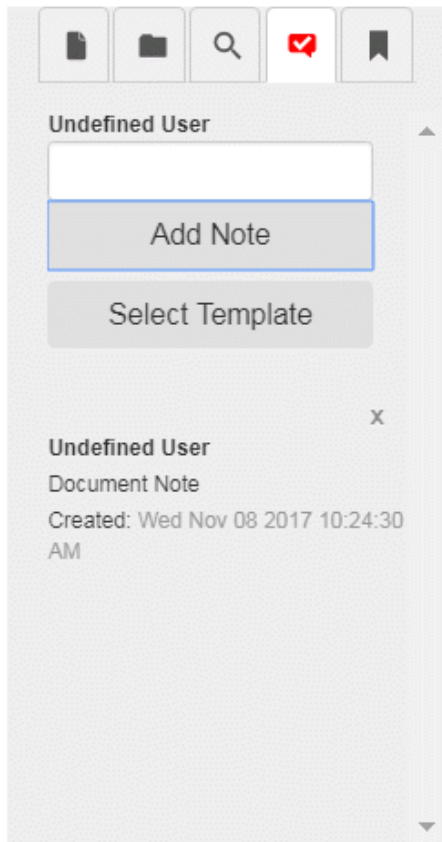 Undefined User
Add Note
Select Template
x
Undefined User
Document Note
Created: Wed Nov 08 2017 10:24:30
AM